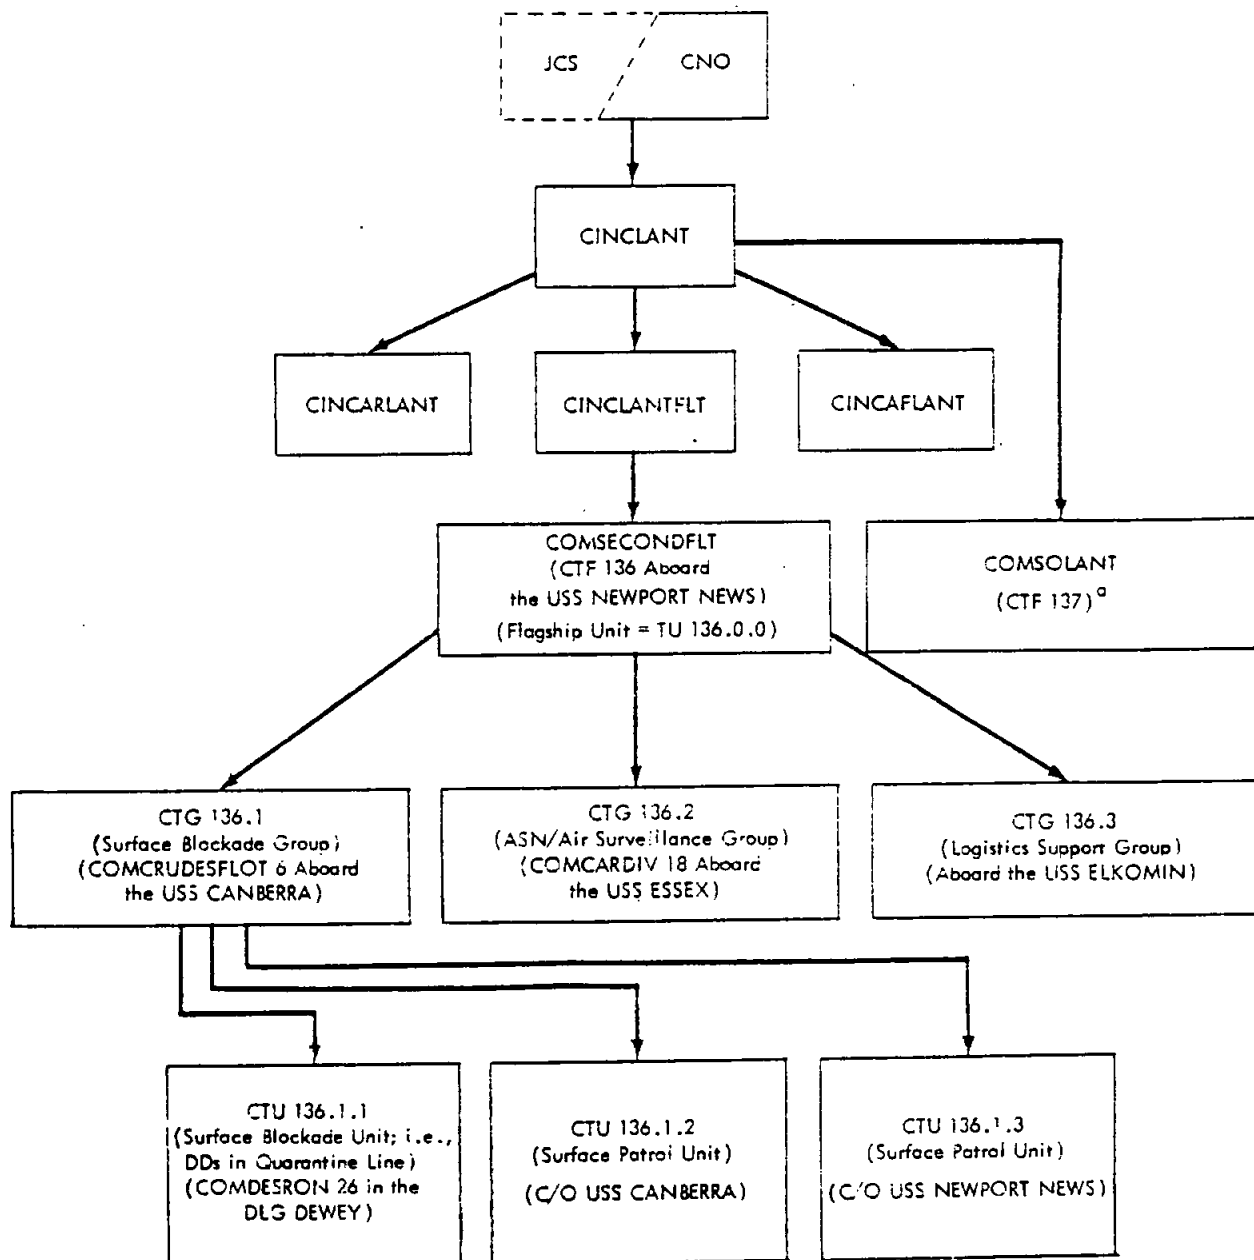 JCS
CNO
CINCLANT
CINCARLANT
CINCLANTFLT
CINCAFLANT
COMSECONDFLT
(CTF 136 Aboard
the USS NEWPORT NEWS)
(Flagship Unit = TU 136.0.0)
COMSOLANT
(CTF 137)a
CTG 136.1
(Surface Blockade Group)
(COMCRUDESFLOT 6 Aboard
the USS CANBERRA)
CTG 136.2
(ASN/Air Surveillance Group)
(COMCARDIV 18 Aboard
the USS ESSEX)
CTG 136.3
(Logistics Support Group)
(Aboard the USS ELKOMIN)
CTU 136.1.1
(Surface Blockade Unit; i.e.,
DDs in Quarantine Line)
(COMDESRON 26 in the
DLG DEWEY)
CTU 136.1.2
(Surface Patrol Unit)
(C/O USS CANBERRA)
CTU 136.1.3
(Surface Patrol Unit)
(C/O USS NEWPORT NEWS)